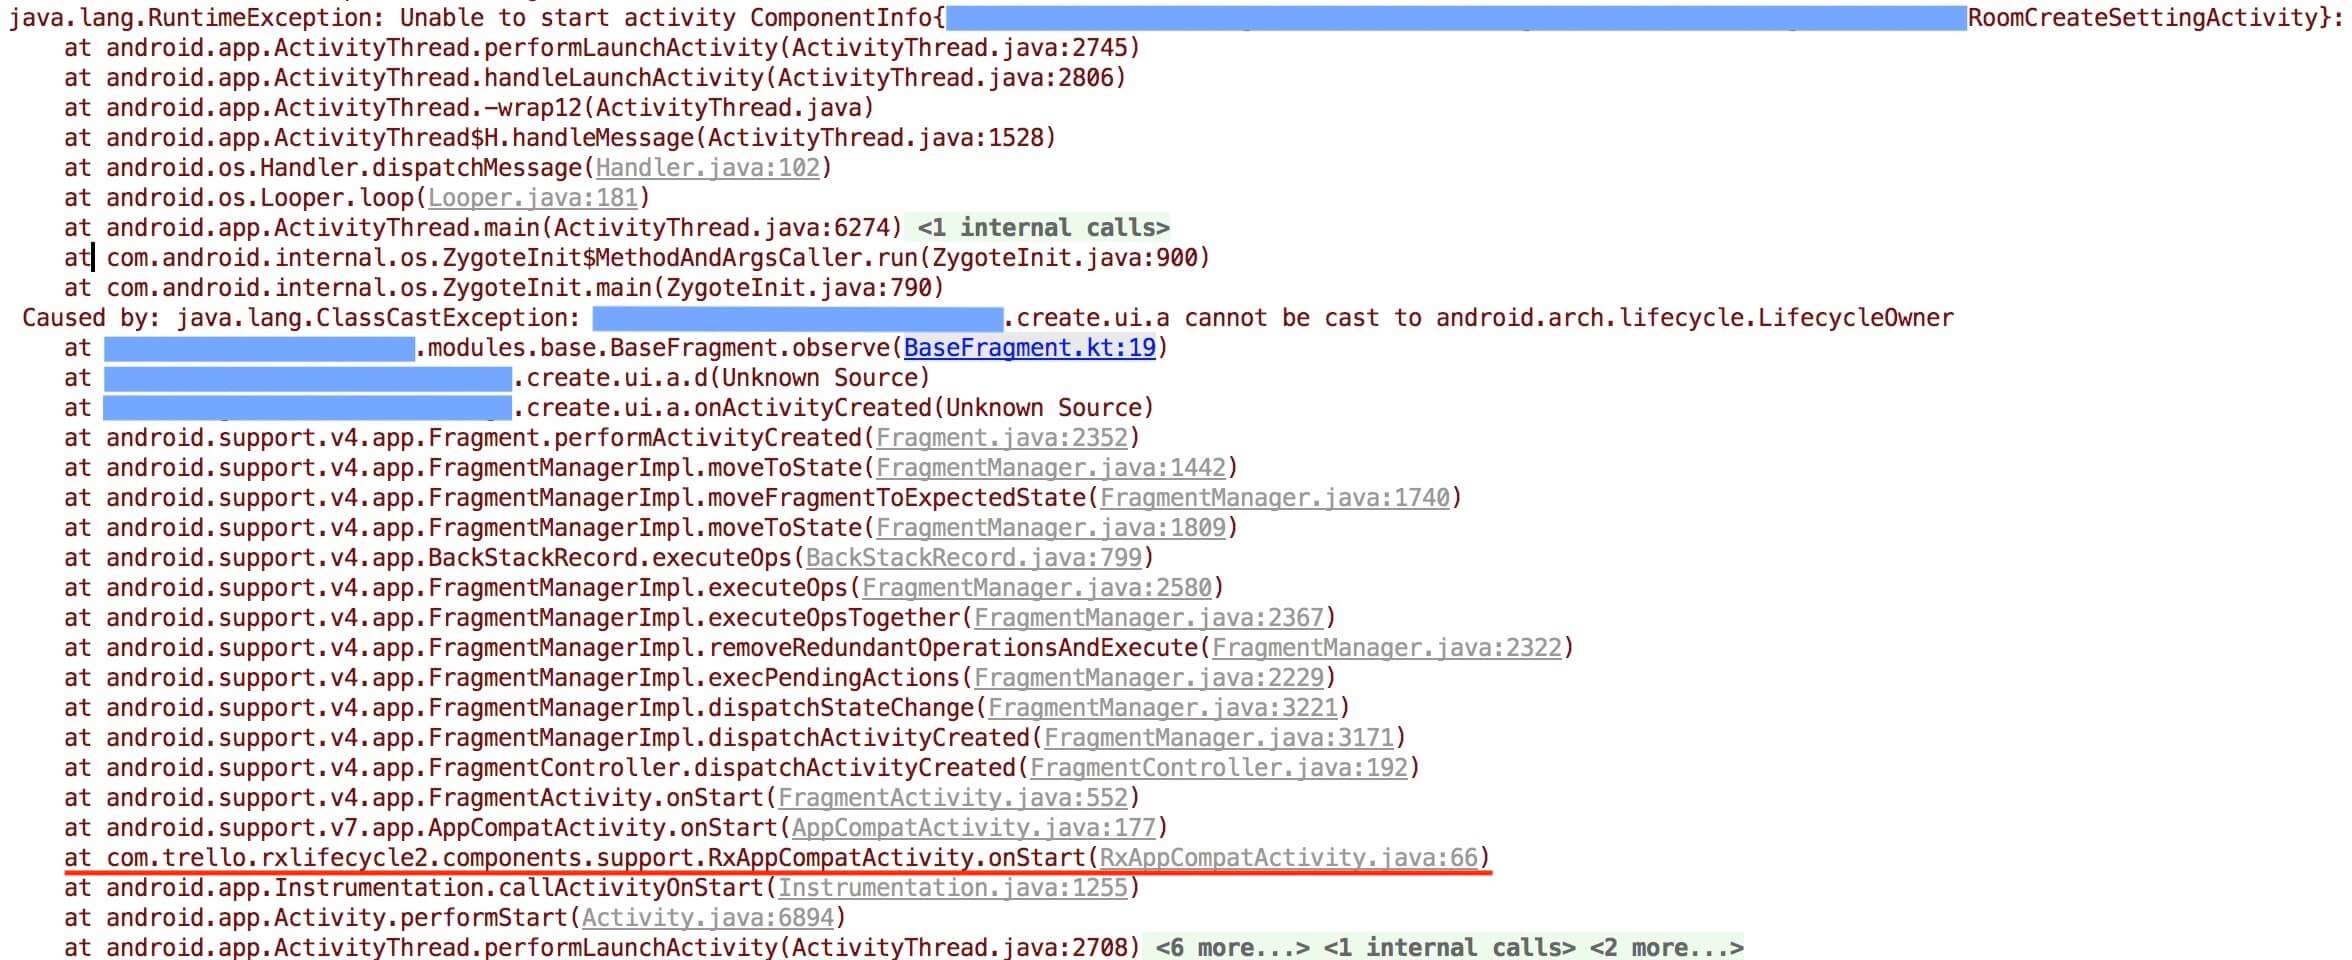 java.lang.RuntimeException: Unable to start activity ComponentInfo{RoomCreateSettingActivity}:
at android.app.ActivityThread.performLaunchActivity(ActivityThread.java:2745)
at android.app.ActivityThread.handleLaunchActivity(ActivityThread.java:2806)
at android.app.ActivityThread.-wrap12(ActivityThread.java)
at android.app.ActivityThread$H.handleMessage(ActivityThread.java:1528)
at android.os.Handler.dispatchMessage(Handler.java:102)
at android.os.Looper.loop(Looper.java:181)
at android.app.ActivityThread.main(ActivityThread.java:6274) <1 internal calls>
at com.android.internal.os.ZygoteInit$MethodAndArgsCaller.run(ZygoteInit.java:900)
at com.android.internal.os.ZygoteInit.main(ZygoteInit.java:790)
Caused by: java.lang.ClassCastException: .create.ui.a cannot be cast to android.arch.lifecycle.LifecycleOwner
at .modules.base.BaseFragment.observe(BaseFragment.kt:19)
at .create.ui.a.d(Unknown Source)
at .create.ui.a.onActivityCreated(Unknown Source)
at android.support.v4.app.Fragment.performActivityCreated(Fragment.java:2352)
at android.support.v4.app.FragmentManagerImpl.moveToState(FragmentManager.java:1442)
at android.support.v4.app.FragmentManagerImpl.moveFragmentToExpectedState(FragmentManager.java:1740)
at android.support.v4.app.FragmentManagerImpl.moveToState(FragmentManager.java:1809)
at android.support.v4.app.BackStackRecord.executeOps(BackStackRecord.java:799)
at android.support.v4.app.FragmentManagerImpl.executeOps(FragmentManager.java:2580)
at android.support.v4.app.FragmentManagerImpl.executeOpsTogether(FragmentManager.java:2367)
at android.support.v4.app.FragmentManagerImpl.removeRedundantOperationsAndExecute(FragmentManager.java:2322)
at android.support.v4.app.FragmentManagerImpl.execPendingActions(FragmentManager.java:2229)
at android.support.v4.app.FragmentManagerImpl.dispatchStateChange(FragmentManager.java:3221)
at android.support.v4.app.FragmentManagerImpl.dispatchActivityCreated(FragmentManager.java:3171)
at android.support.v4.app.FragmentController.dispatchActivityCreated(FragmentController.java:192)
at android.support.v4.app.FragmentActivity.onStart(FragmentActivity.java:552)
at android.support.v7.app.AppCompatActivity.onStart(AppCompatActivity.java:177)
at com.trello.rxlifecycle2.components.support.RxAppCompatActivity.onStart(RxAppCompatActivity.java:66)
at android.app.Instrumentation.callActivityOnStart(Instrumentation.java:1255)
at android.app.Activity.performStart(Activity.java:6894)
at android.app.ActivityThread.performLaunchActivity(ActivityThread.java:2708) <6 more...> <1 internal calls> <2 more...>